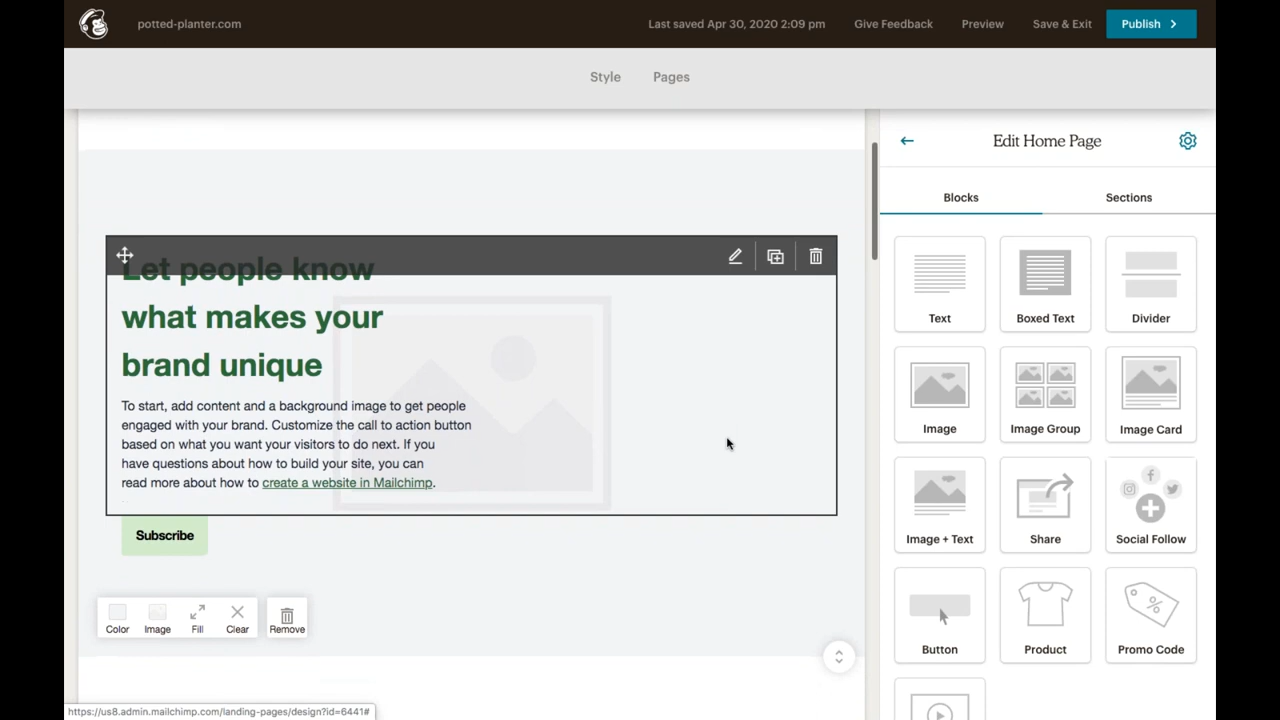 potted-planter.com
Last saved Apr 30, 2020 2:09 pm
Give Feedback
Preview
Save & Exit
Publish
Style
Pages
Let people know
what makes your
brand unique
To start, add content and a background image to get people
engaged with your brand. Customize the call to action button
based on what you want your visitors to do next. If you
have questions about how to build your site, you can
read more about how to create a website in Mailchimp.
Subscribe
Color
Image
Fill
Clear
Remove
Edit Home Page
Blocks
Sections
Text
Boxed Text
Divider
Image
Image Group
Image Card
Image + Text
Share
Social Follow
Button
Product
Promo Code
https://us8.admin.mailchimp.com/landing-pages/design?id=6441#